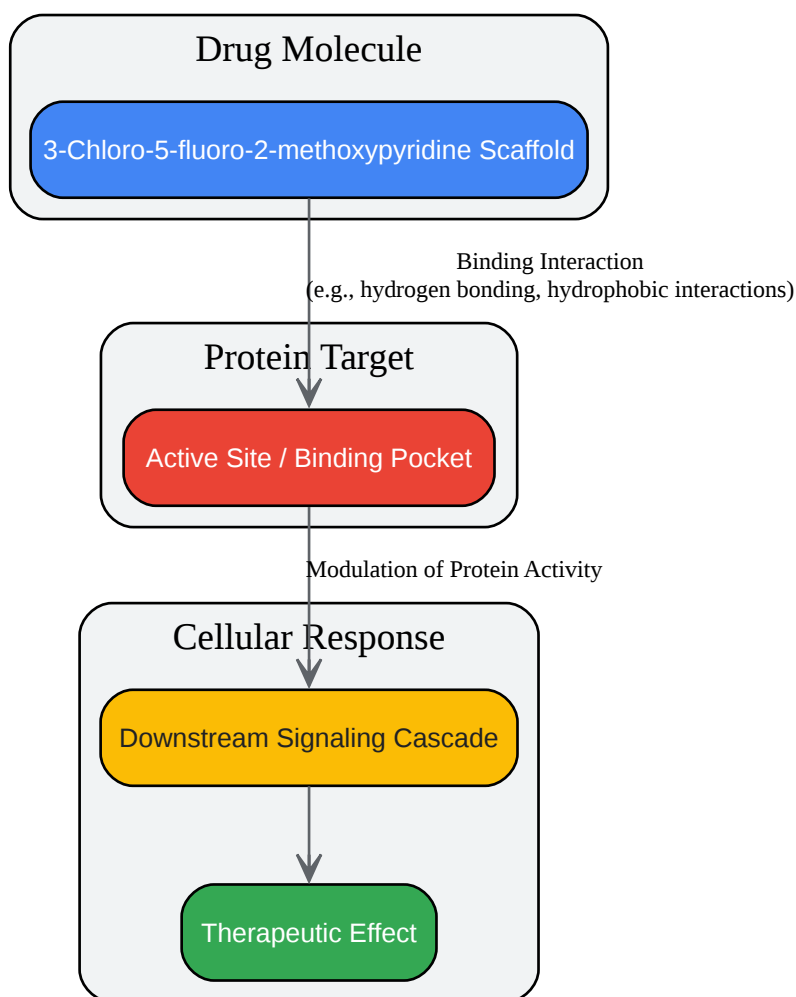 Drug Molecule
3-Chloro-5-fluoro-2-methoxypyridine Scaffold
Binding Interaction
(e.g., hydrogen bonding, hydrophobic interactions)
Protein Target
Active Site / Binding Pocket
Modulation of Protein Activity
Cellular Response
Downstream Signaling Cascade
Therapeutic Effect